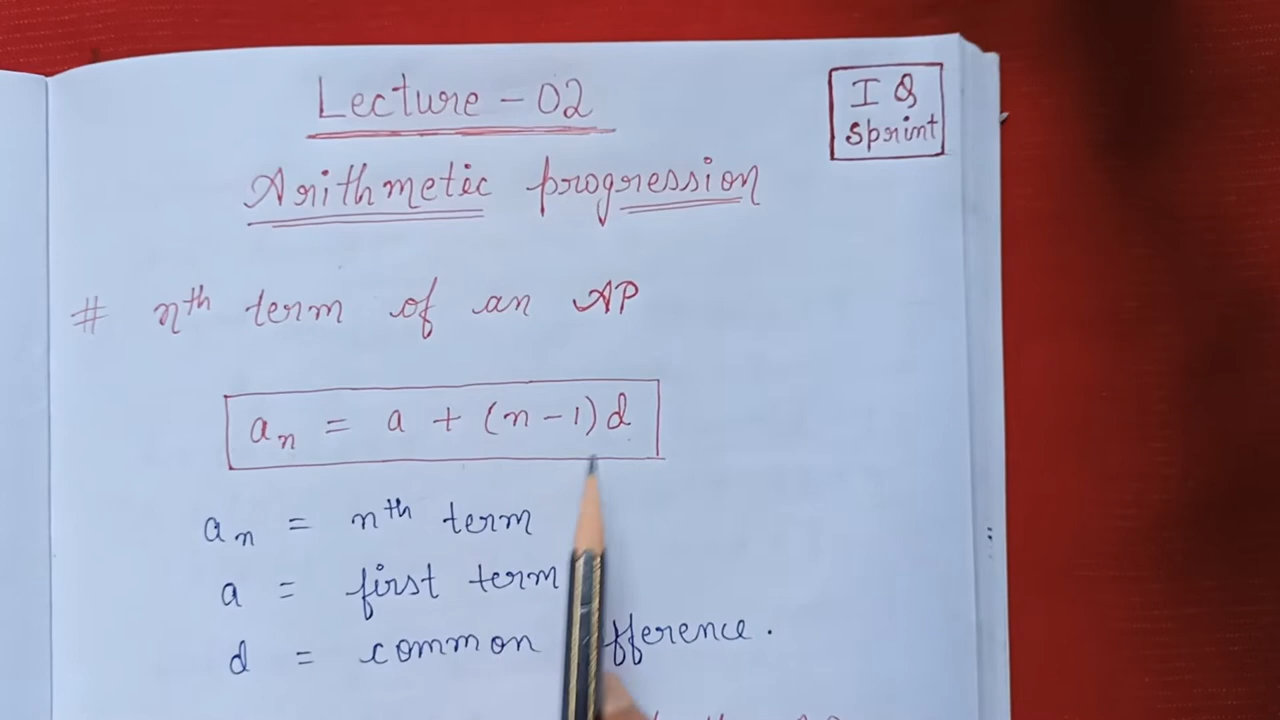 Lecture - 02
I Q
Sprint
Arithmetic progression
# nth term of an AP
an = a + (n-1)d
an = nth term
a = first term
d = common fference.